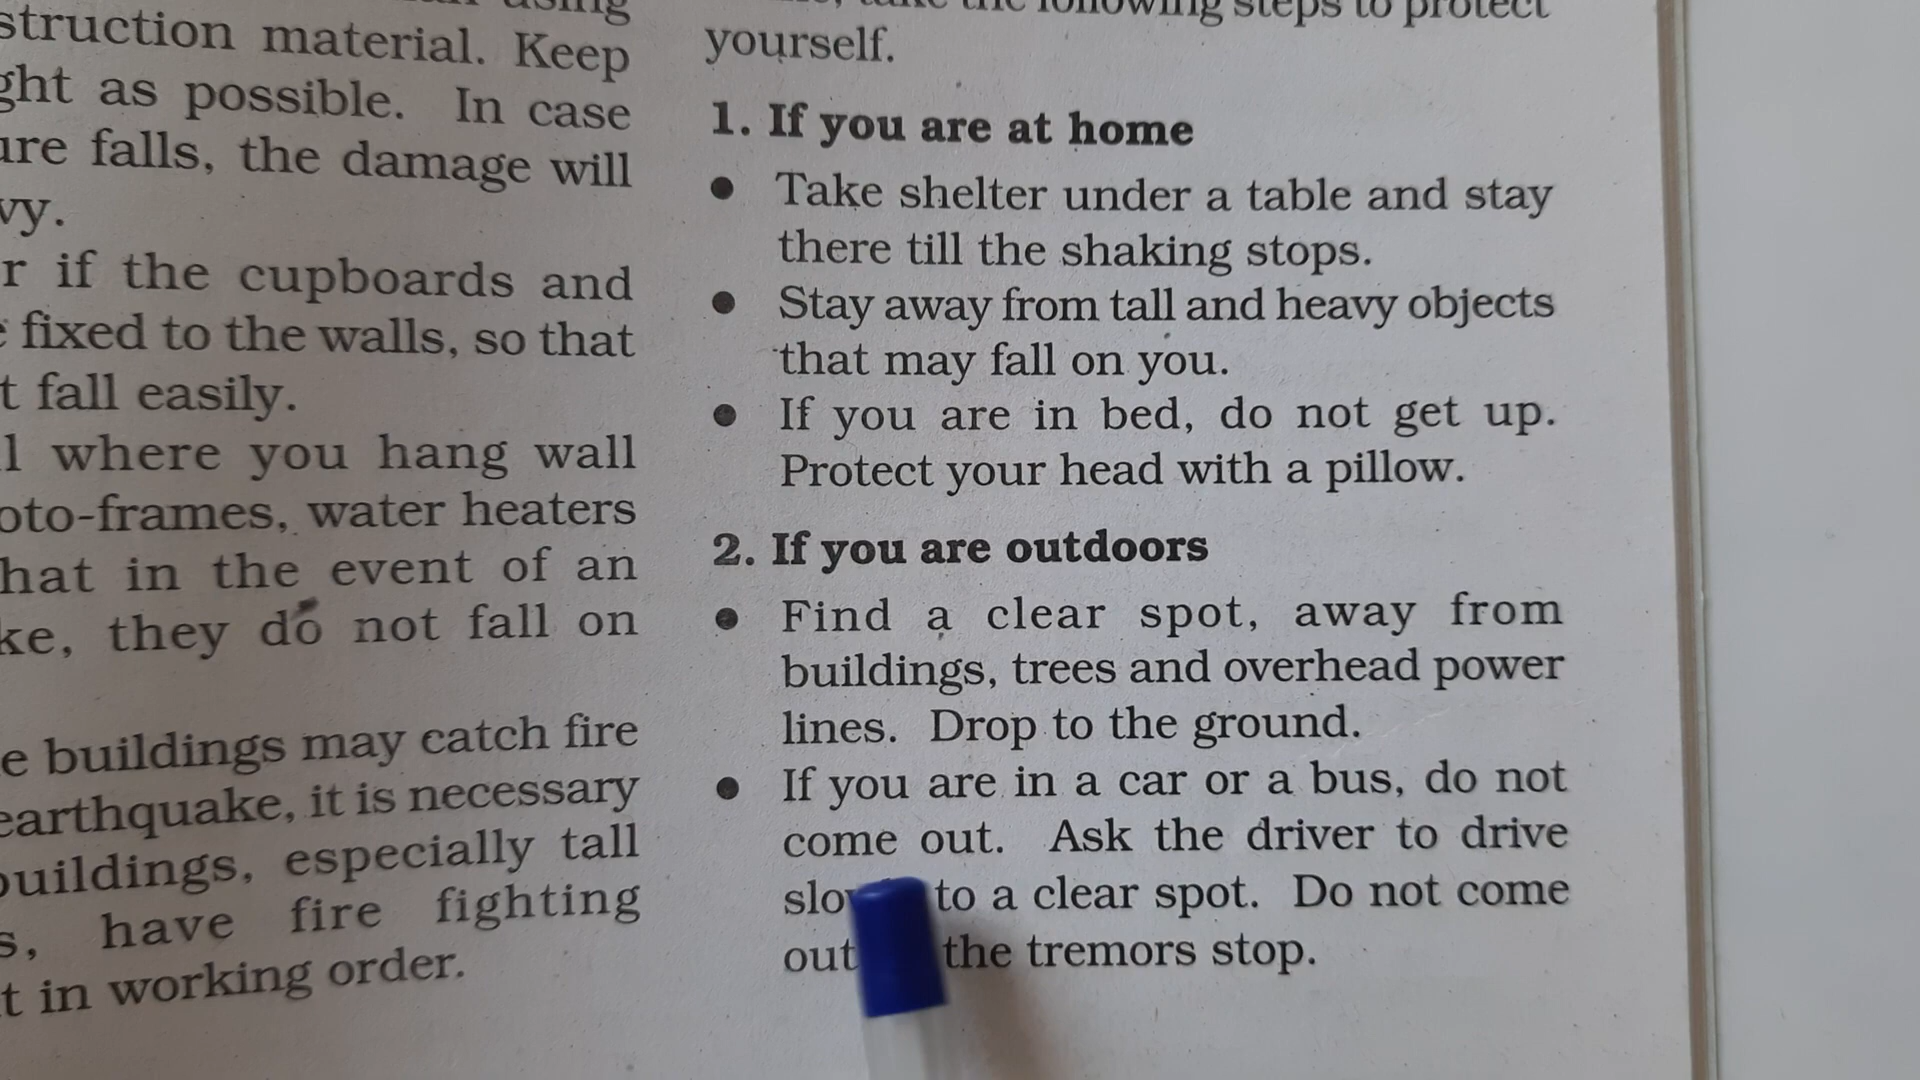 struction material. Keep
ght as possible. In case
ure falls, the damage will
vy.
r if the cupboards and
fixed to the walls, so that
t fall easily.
l where you hang wall
oto-frames, water heaters
hat in the event of an
ke, they do not fall on
e buildings may catch fire
earthquake, it is necessary
buildings, especially tall
s, have fire fighting
t in working order.
take the following steps to protect
yourself.
1. If you are at home
● Take shelter under a table and stay
there till the shaking stops.
● Stay away from tall and heavy objects
that may fall on you.
● If you are in bed, do not get up.
Protect your head with a pillow.
2. If you are outdoors
● Find a clear spot, away from
buildings, trees and overhead power
lines. Drop to the ground.
● If you are in a car or a bus, do not
come out. Ask the driver to drive
to a clear spot. Do not come
out the tremors stop.